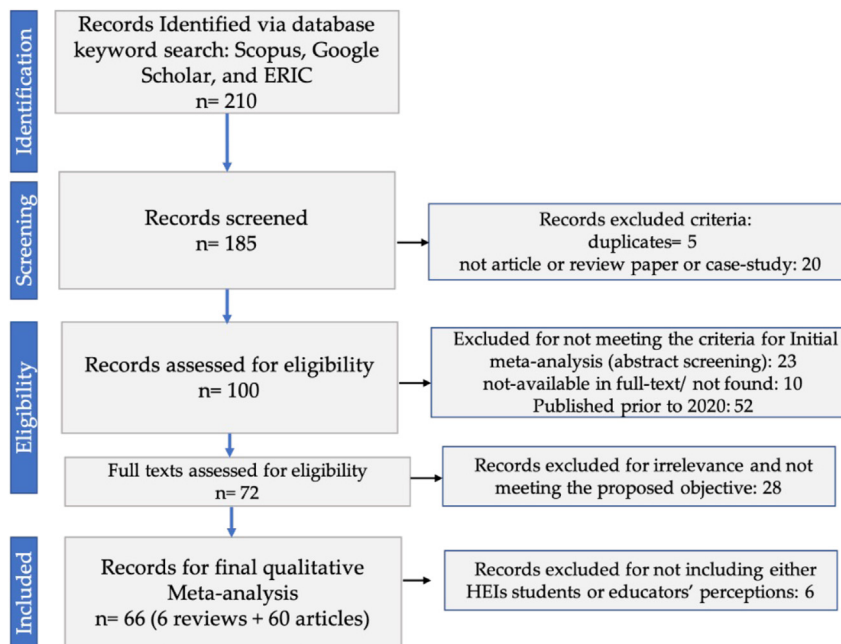 Identification
Records Identified via database
keyword search: Scopus, Google
Scholar, and ERIC
n= 210
Screening
Records screened
n= 185
Records excluded criteria:
duplicates= 5
not article or review paper or case-study: 20
Eligibility
Records assessed for eligibility
n= 100
Excluded for not meeting the criteria for Initial
meta-analysis (abstract screening): 23
not-available in full-text/ not found: 10
Published prior to 2020: 52
Full texts assessed for eligibility
n= 72
Records excluded for irrelevance and not
meeting the proposed objective: 28
Included
Records for final qualitative
Meta-analysis
n= 66 (6 reviews + 60 articles)
Records excluded for not including either
HEIs students or educators’ perceptions: 6